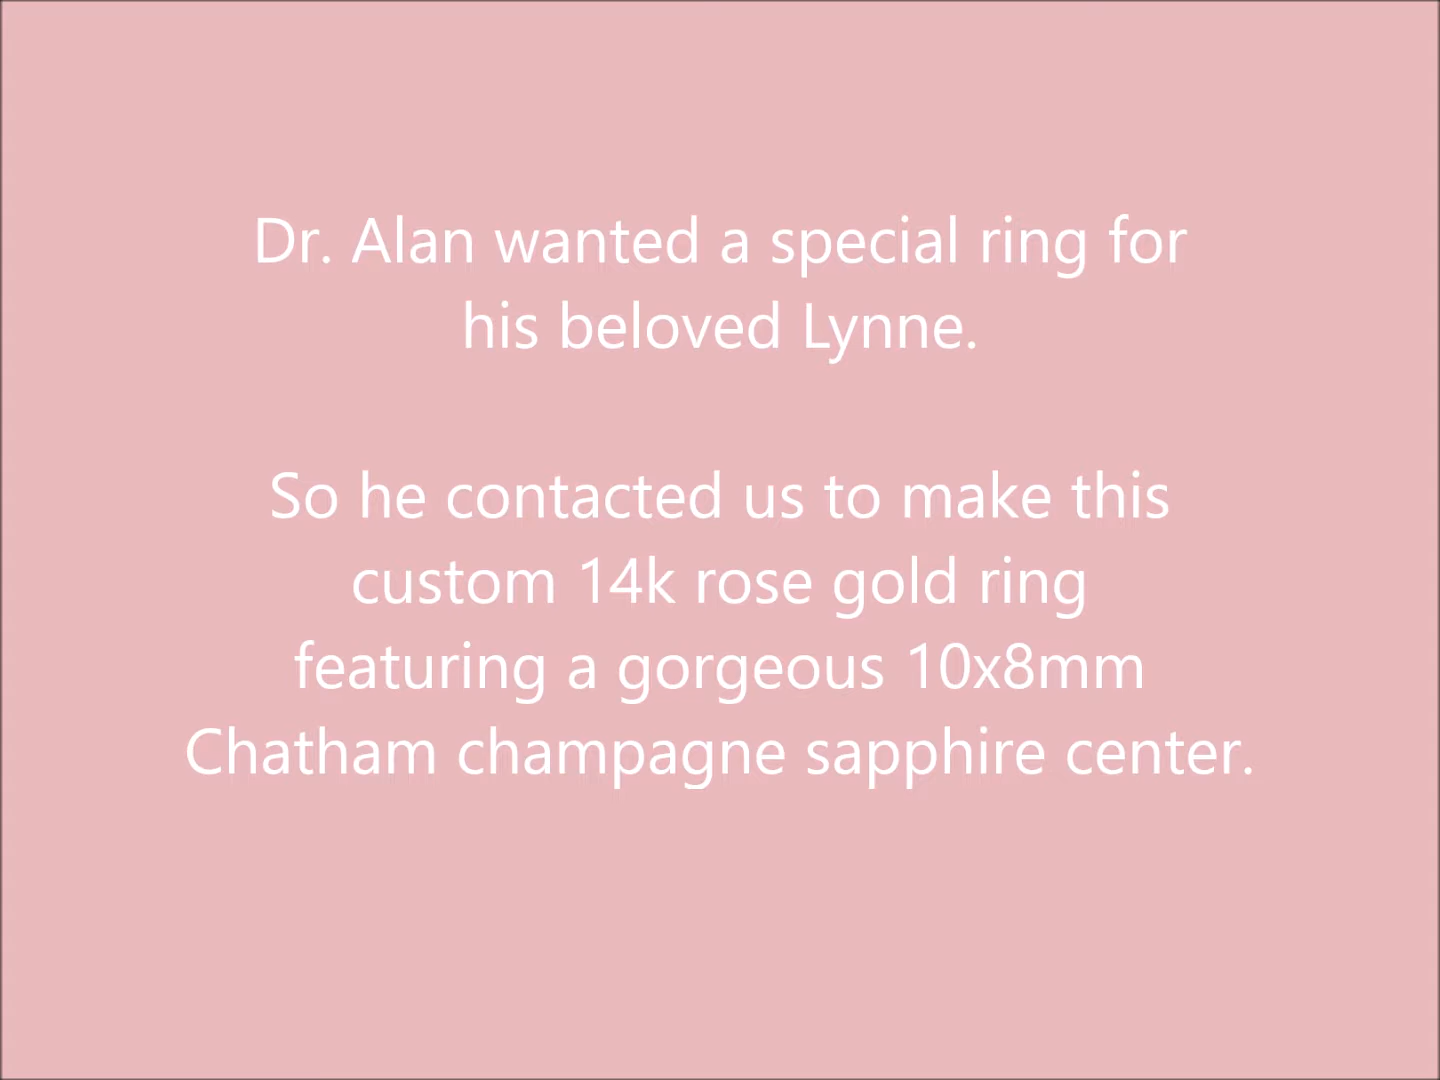 Dr. Alan wanted a special ring for
his beloved Lynne.
So he contacted us to make this
custom 14k rose gold ring
featuring a gorgeous 10x8mm
Chatham champagne sapphire center.